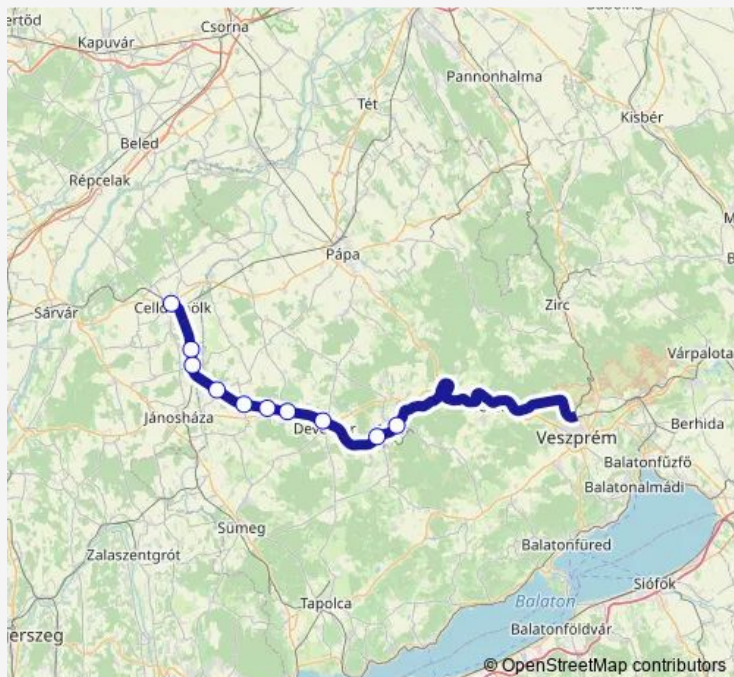 Csorna
Kapuvár
Pannonhalma
Tét
Kisbér
Beled
Répcelak
Pápa
Zirc
Sárvár
Várpalota
Jánosháza
Veszprém
Berhida
Balatonfűzfő
Balatonalmádi
Sümeg
Zalaszentgrót
Balatonfüred
Siófok
Tapolca
Balaton
Balatonföldvár
erszeg
© OpenStreetMap contributors